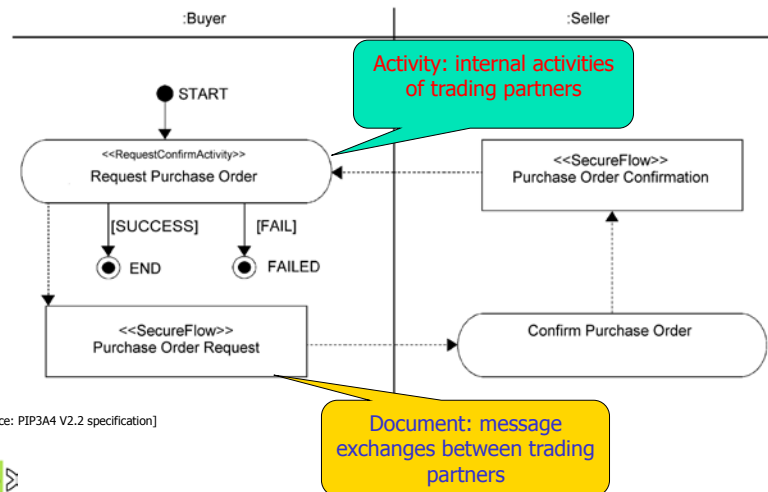 :Buyer
:Seller
Activity: internal activities
of trading partners
START
<<RequestConfirmActivity>>
Request Purchase Order
<<SecureFlow>>
Purchase Order Confirmation
[SUCCESS]
[FAIL]
END
FAILED
<<SecureFlow>>
Purchase Order Request
Confirm Purchase Order
ce: PIP3A4 V2.2 specification]
Document: message
exchanges between trading
partners